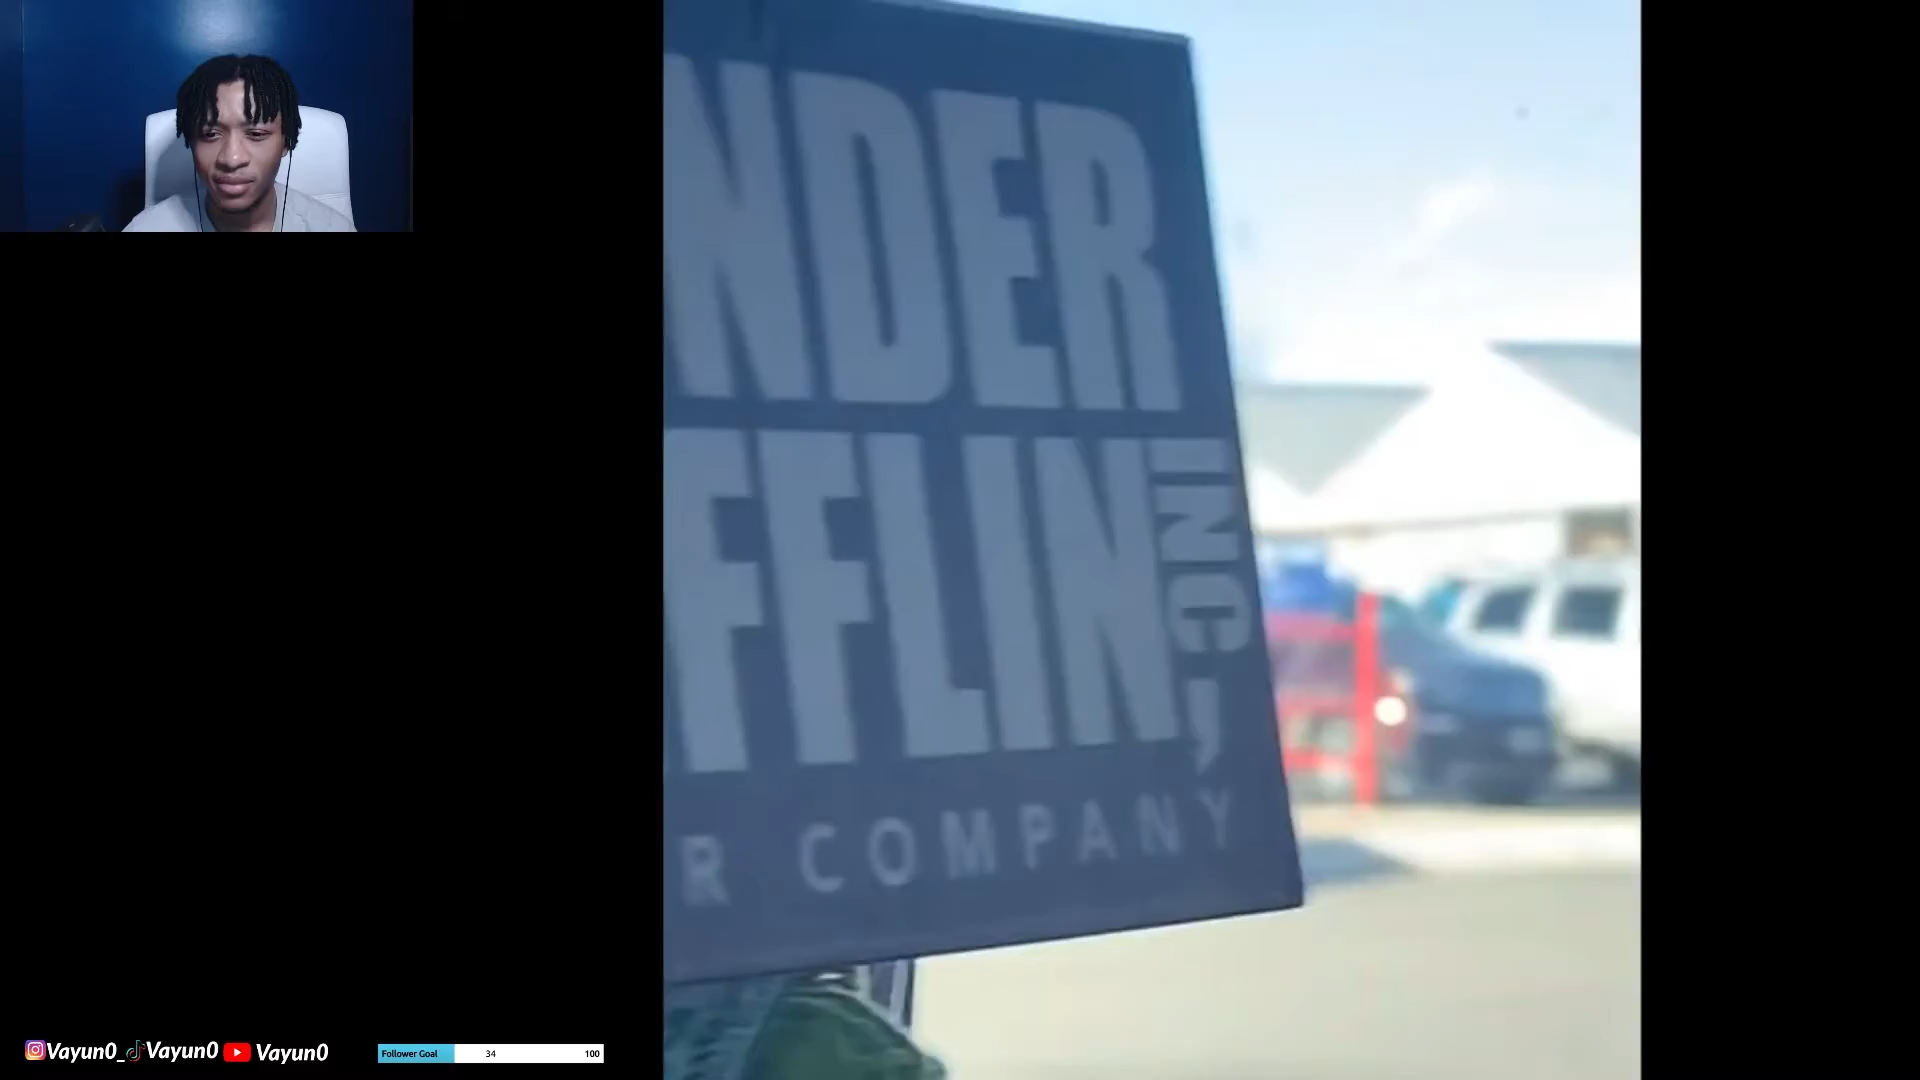 NDER
FFLIN INC,
R COMPANY
Vayun0_ Vayun0 Vayun0
Follower Goal 34 100